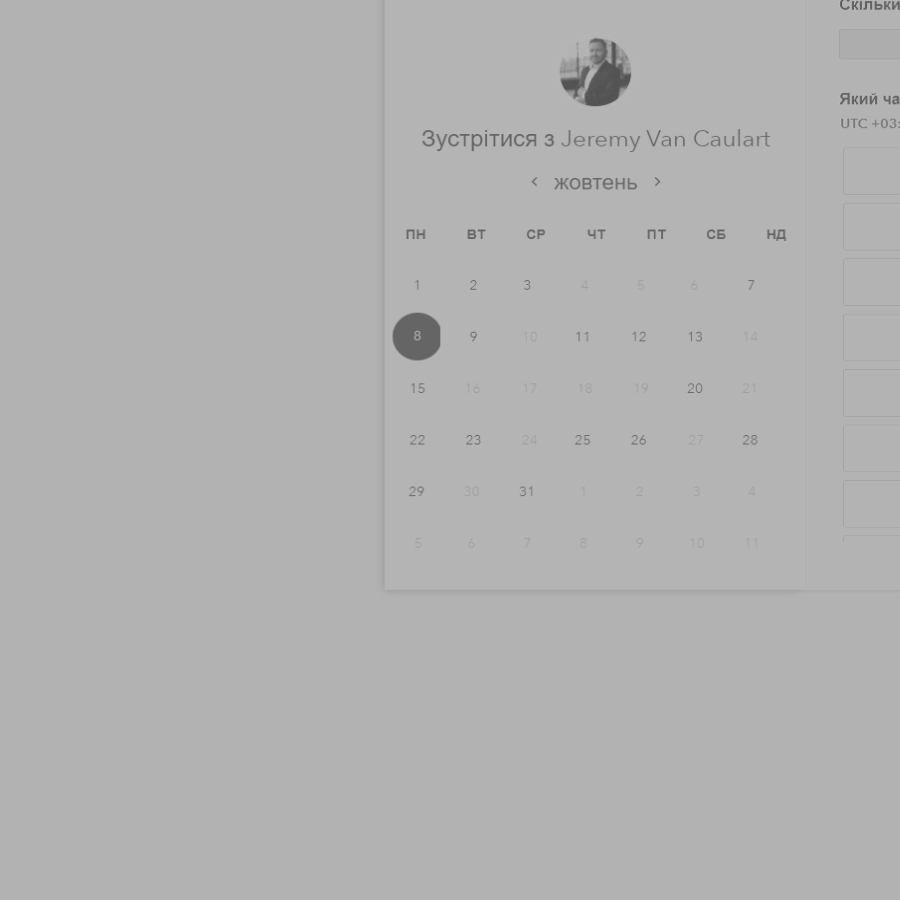 Скільки
Який ча
UTC +03:
Зустрітися з Jeremy Van Caulart
жовтень
ПН ВТ СР ЧТ ПТ СБ НД
1 2 3 4 5 6 7
8 9 10 11 12 13 14
15 16 17 18 19 20 21
22 23 24 25 26 27 28
29 30 31 1 2 3 4
5 6 7 8 9 10 11